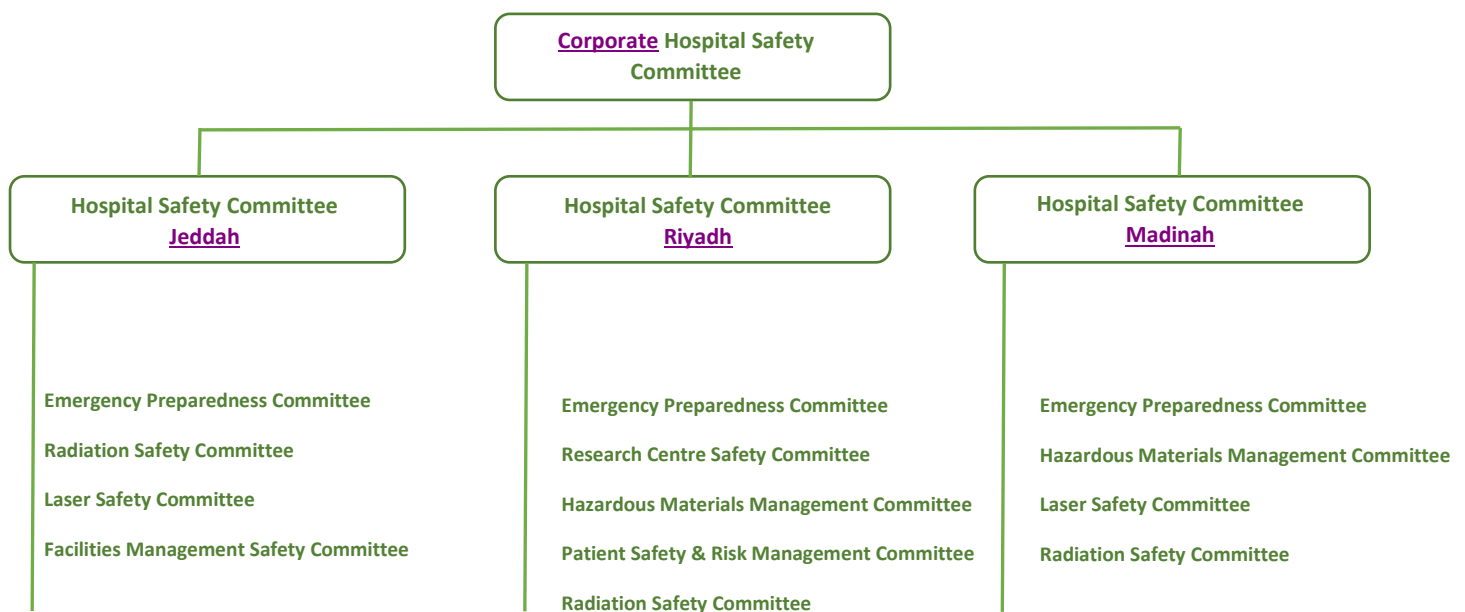 Corporate Hospital Safety
Committee
Hospital Safety Committee
Jeddah
Hospital Safety Committee
Riyadh
Hospital Safety Committee
Madinah
Emergency Preparedness Committee
Radiation Safety Committee
Laser Safety Committee
Facilities Management Safety Committee
Emergency Preparedness Committee
Research Centre Safety Committee
Hazardous Materials Management Committee
Patient Safety & Risk Management Committee
Radiation Safety Committee
Emergency Preparedness Committee
Hazardous Materials Management Committee
Laser Safety Committee
Radiation Safety Committee